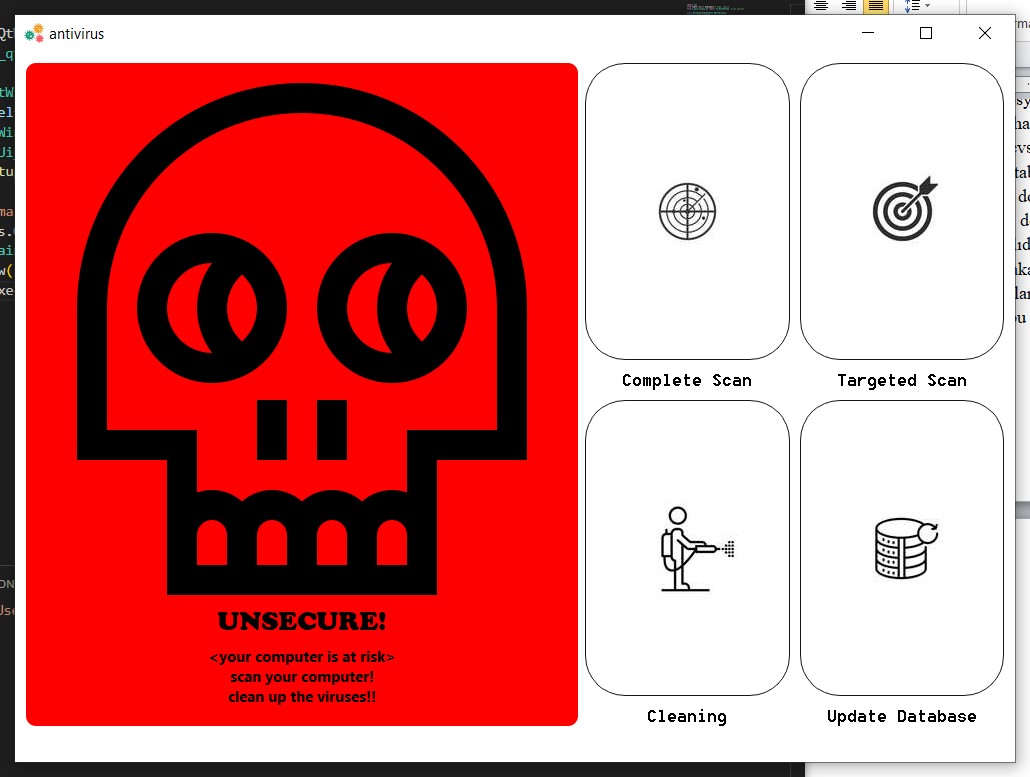 antivirus
UNSECURE!
<your computer is at risk>
scan your computer!
clean up the viruses!!
Complete Scan
Targeted Scan
Cleaning
Update Database